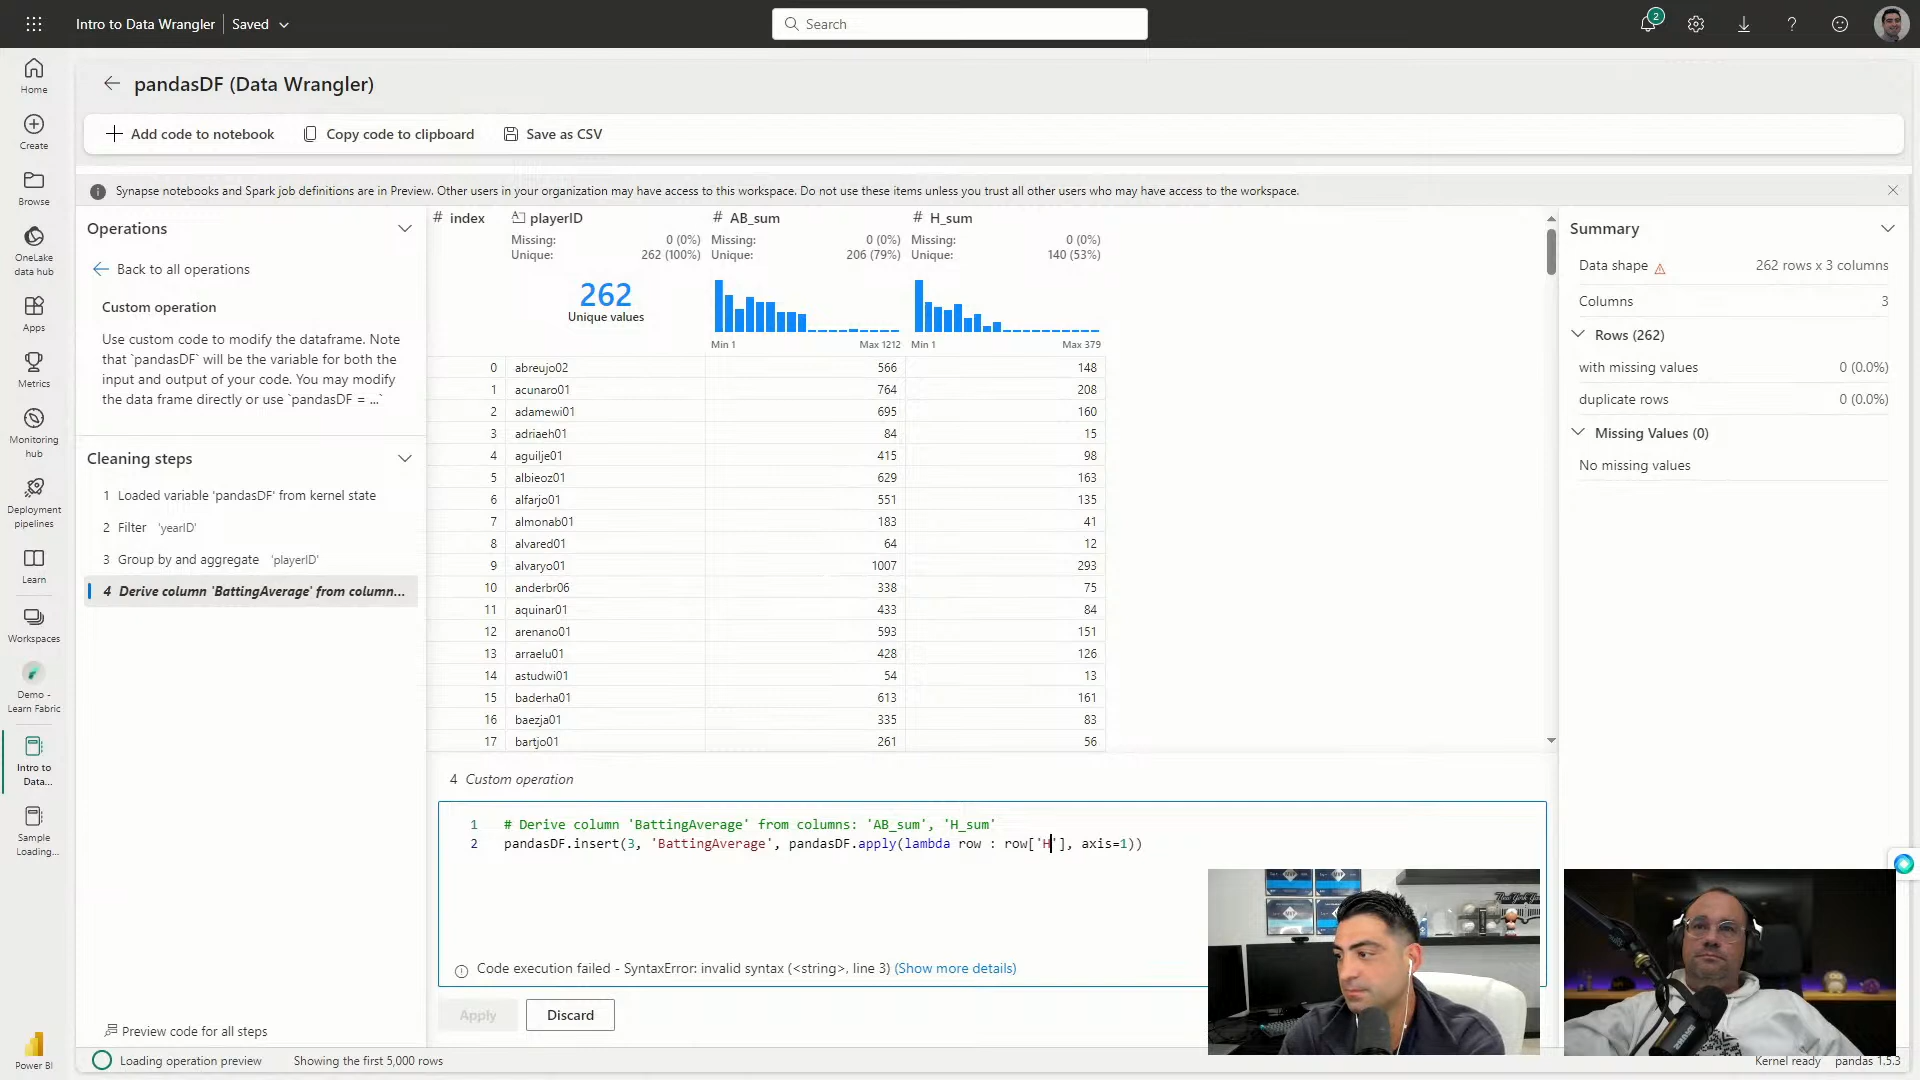 Intro to Data Wrangler | Saved
Search
2
Home
Create
Browse
OneLake
data hub
Apps
Metrics
Monitoring
hub
Deployment
pipelines
Learn
Workspaces
Demo -
Learn Fabric
Intro to
Data...
Sample
Loading...
Power BI
pandasDF (Data Wrangler)
Add code to notebook
Copy code to clipboard
Save as CSV
Synapse notebooks and Spark job definitions are in Preview. Other users in your organization may have access to this workspace. Do not use these items unless you trust all other users who may have access to the workspace.
Operations
Back to all operations
Custom operation
Use custom code to modify the dataframe. Note
that `pandasDF` will be the variable for both the
input and output of your code. You may modify
the data frame directly or use `pandasDF = ...`
Cleaning steps
1 Loaded variable 'pandasDF' from kernel state
2 Filter 'yearID'
3 Group by and aggregate 'playerID'
4 Derive column 'BattingAverage' from column...
Preview code for all steps
# index playerID # AB_sum # H_sum
Missing: 0 (0%) Missing: 0 (0%) Missing: 0 (0%)
Unique: 262 (100%) Unique: 206 (79%) Unique: 140 (53%)
262
Unique values
Min 1 Max 1212 Min 1 Max 379
0 abreujo02 566 148
1 acunaro01 764 208
2 adamewi01 695 160
3 adriaeh01 84 15
4 aguilje01 415 98
5 albieoz01 629 163
6 alfarjo01 551 135
7 almonab01 183 41
8 alvared01 64 12
9 alvaryo01 1007 293
10 anderbr06 338 75
11 aquinar01 433 84
12 arenano01 593 151
13 arraelu01 428 126
14 astudwi01 54 13
15 baderha01 613 161
16 baezja01 335 83
17 bartjo01 261 56
4 Custom operation
1 # Derive column 'BattingAverage' from columns: 'AB_sum', 'H_sum'
2 pandasDF.insert(3, 'BattingAverage', pandasDF.apply(lambda row : row['H'], axis=1))
Code execution failed - SyntaxError: invalid syntax (<string>, line 3) (Show more details)
Apply
Discard
Summary
Data shape 262 rows x 3 columns
Columns 3
Rows (262)
with missing values 0 (0.0%)
duplicate rows 0 (0.0%)
Missing Values (0)
No missing values
Loading operation preview
Showing the first 5,000 rows
Kernel ready
pandas 1.5.3